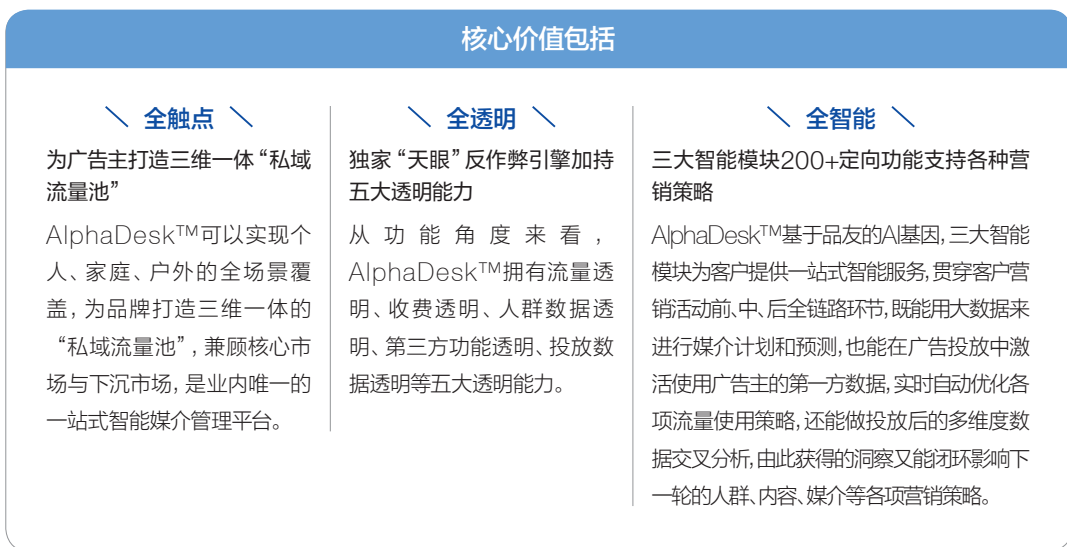 核心价值包括
全触点
为广告主打造三维一体“私域
流量池”
AlphaDesk™可以实现个
人、家庭、户外的全场景覆
盖,为品牌打造三维一体的
“私域流量池”,兼顾核心市
场与下沉市场,是业内唯一的
一站式智能媒介管理平台。
全透明
独家“天眼”反作弊引擎加持
五大透明能力
从功能角度来看,
AlphaDesk™拥有流量透
明、收费透明、人群数据透
明、第三方功能透明、投放数
据透明等五大透明能力。
全智能
三大智能模块200+定向功能支持各种营
销策略
AlphaDesk™基于品友的AI基因,三大智能
模块为客户提供一站式智能服务,贯穿客户营
销活动前、中、后全链路环节,既能用大数据来
进行媒介计划和预测,也能在广告投放中激
活使用广告主的第一方数据,实时自动优化各
项流量使用策略,还能做投放后的多维度数
据交叉分析,由此获得的洞察又能闭环影响下
一轮的人群、内容、媒介等各项营销策略。